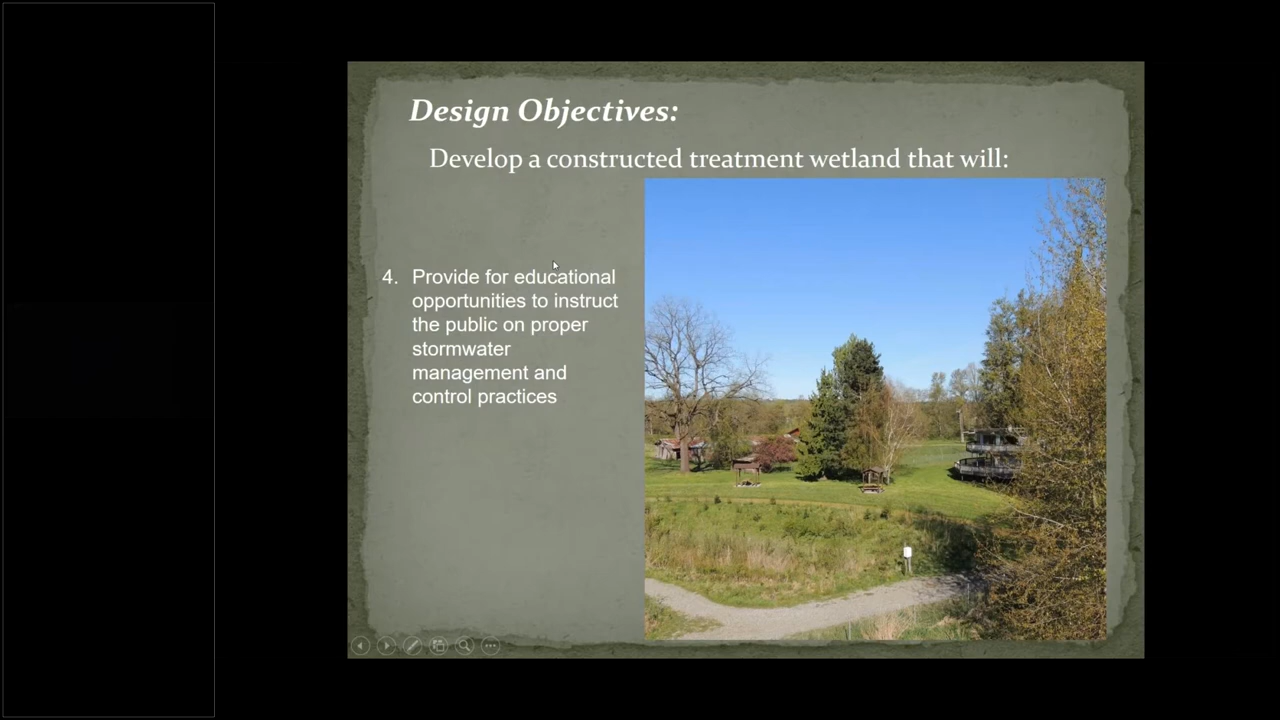 Design Objectives:
Develop a constructed treatment wetland that will:
4. Provide for educational
opportunities to instruct
the public on proper
stormwater
management and
control practices